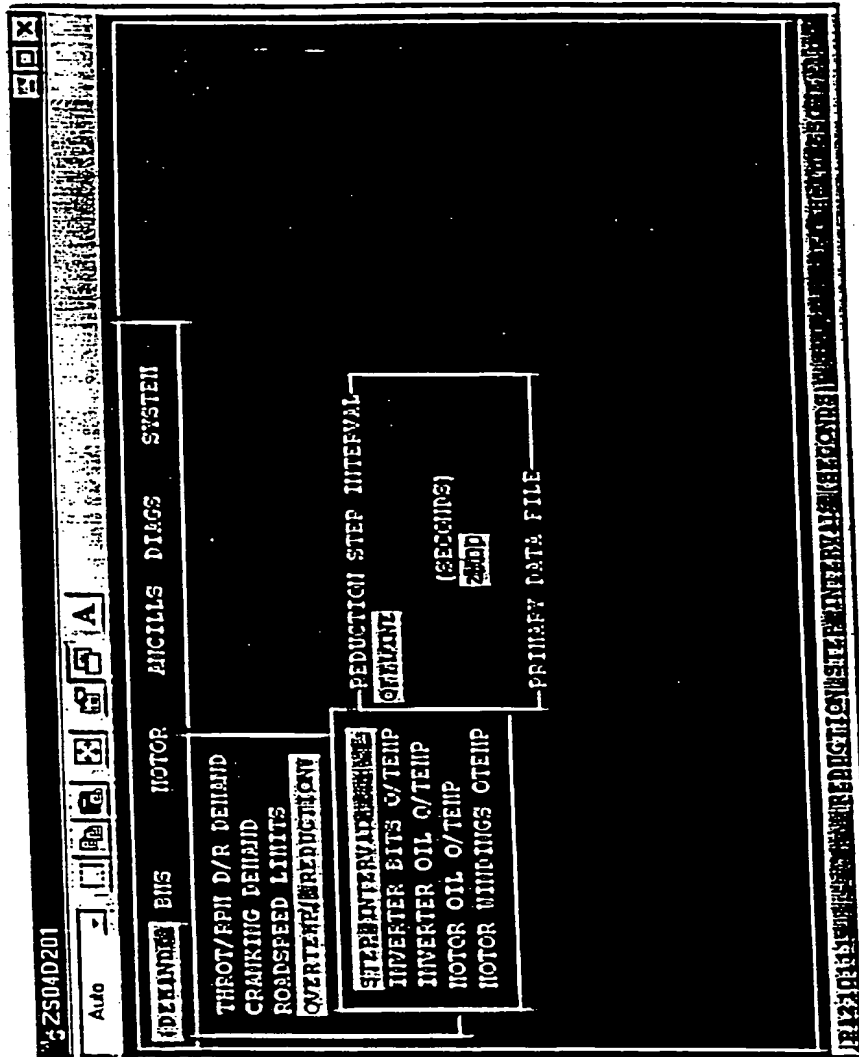 ZS04D201
Auto
A
DEMANDS BMS MOTOR ANCILLS DIAGS SYSTEM
THROT/RPM D/R DEMAND
CRANKING DEMAND
ROADSPEED LIMITS
OVERTEMP REDUCTION
STEP INTERVAL
INVERTER BITS O/TEMP
INVERTER OIL O/TEMP
MOTOR OIL O/TEMP
MOTOR WINDINGS OTEMP
REDUCTION STEP INTERVAL
OFFLINE
(SECONDS)
PRIMARY DATA FILE